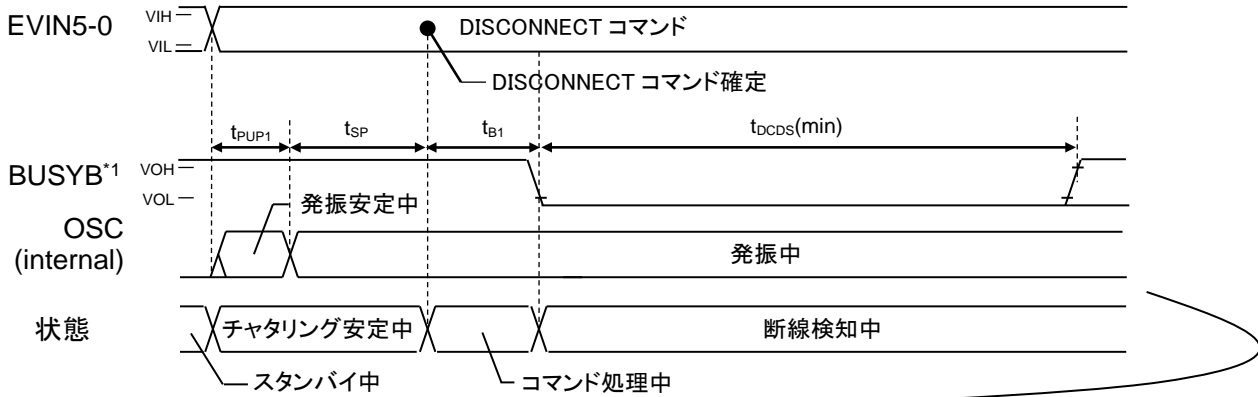 EVIN5-0
VIH
VIL
DISCONNECT コマンド
DISCONNECT コマンド確定
tPUP1
tSP
tB1
tDCDS(min)
BUSYB*1
VOH
VOL
発振安定中
OSC
(internal)
発振中
状態
チャタリング安定中
断線検知中
スタンバイ中
コマンド処理中